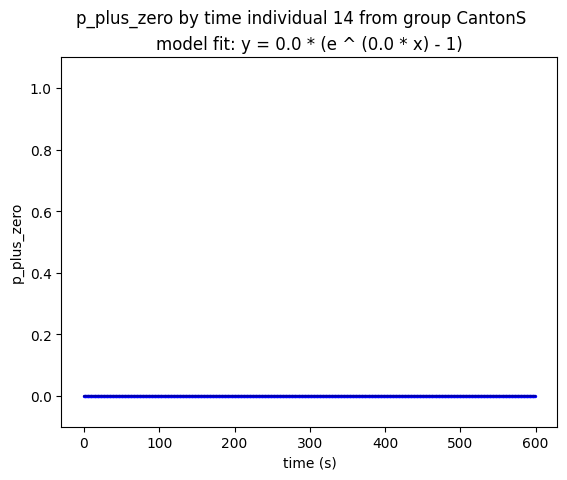 p_plus_zero by time individual 14 from group CantonS
model fit: y = 0.0 * (e ^ (0.0 * x) - 1)
1.0
0.8
0.6
0.4
0.2
0.0
p_plus_zero
0 100 200 300 400 500 600
time (s)